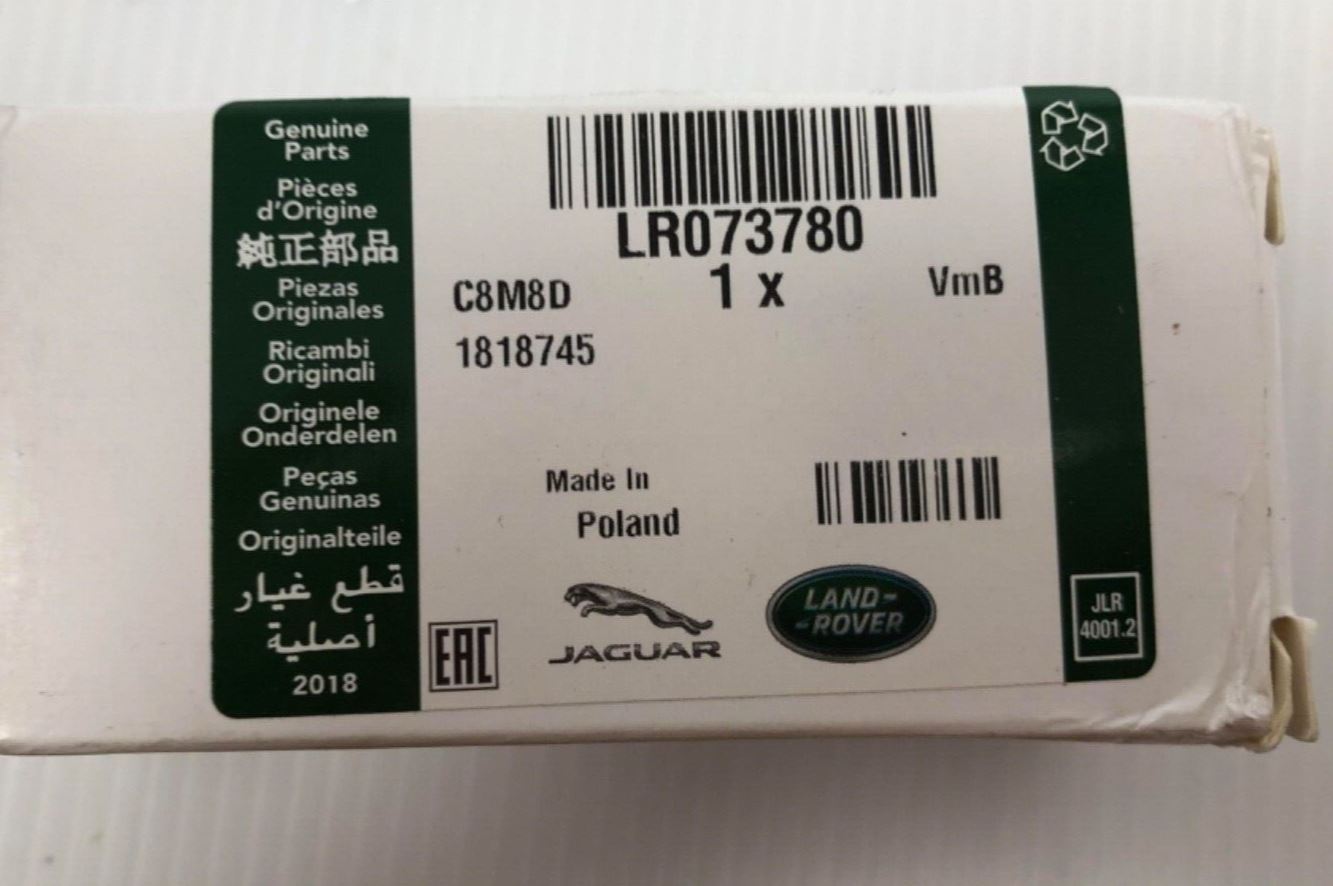 Genuine
Parts
Pièces
d'Origine
純正部品
Piezas
Originales
Ricambi
Originali
Originele
Onderdelen
Peças
Genuinas
Originalteile
قطع غيار
أصلية
2018
LR073780
C8M8D 1 x VmB
1818745
Made In
Poland
EAC
JAGUAR
LAND-
-ROVER
JLR
4001.2